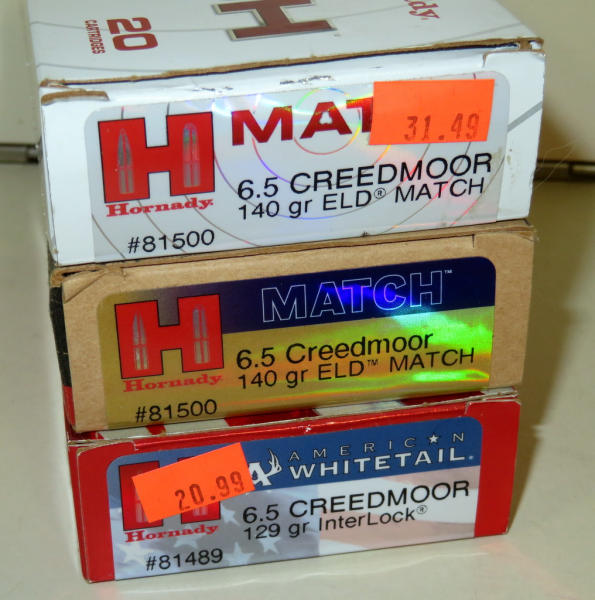 20
CARTRIDGES
H
H
Hornady
MAT
31.49
6.5 CREEDMOOR
140 gr ELD® MATCH
#81500
H
Hornady
MATCH™
6.5 Creedmoor
140 gr ELD™ MATCH
#81500
H
Hornady
20.99
AMERICAN
WHITETAIL®
6.5 CREEDMOOR
129 gr InterLock®
#81489